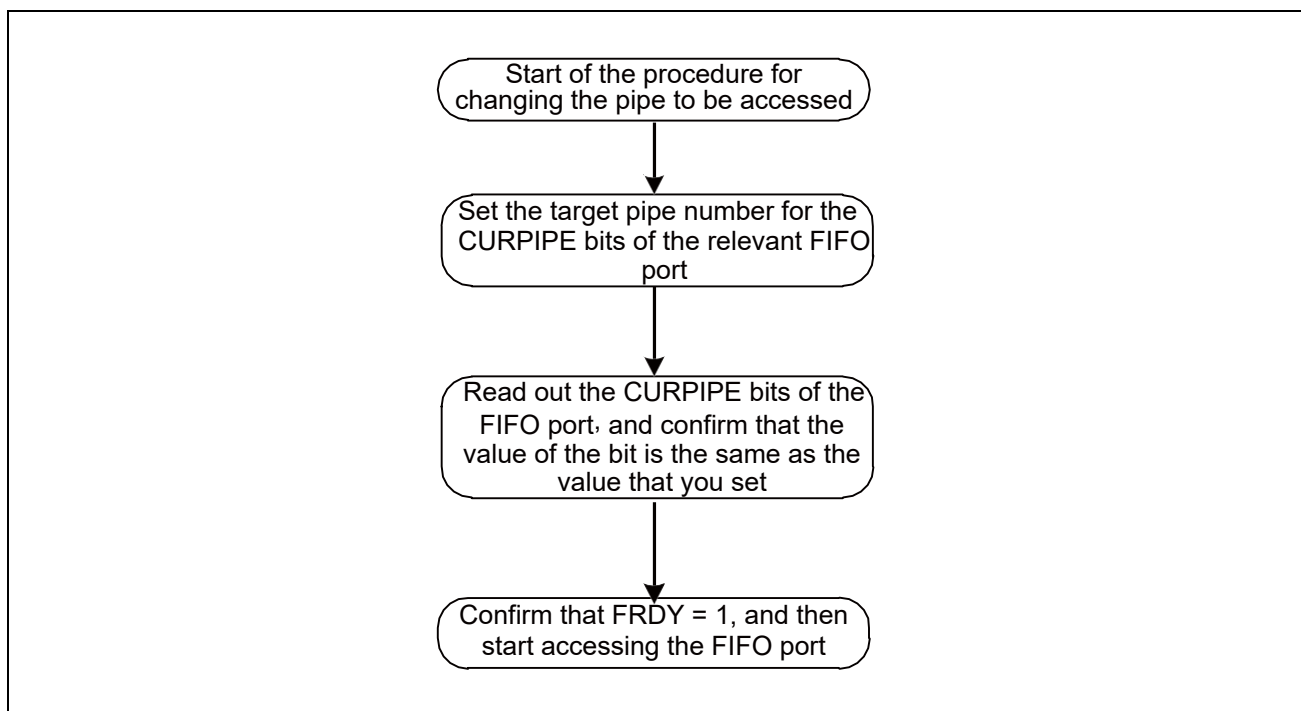 Start of the procedure for
changing the pipe to be accessed
Set the target pipe number for the
CURPIPE bits of the relevant FIFO
port
Read out the CURPIPE bits of the
FIFO port, and confirm that the
value of the bit is the same as the
value that you set
Confirm that FRDY = 1, and then
start accessing the FIFO port